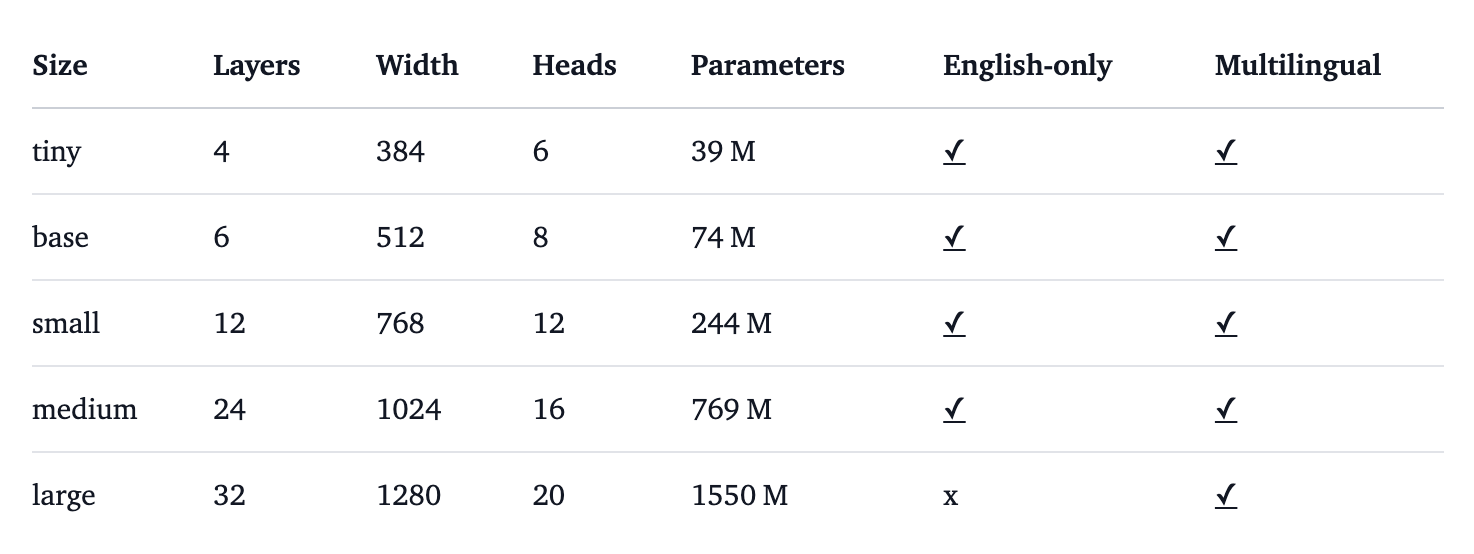 Size Layers Width Heads Parameters English-only Multilingual
tiny 4 384 6 39 M ✓ ✓
base 6 512 8 74 M ✓ ✓
small 12 768 12 244 M ✓ ✓
medium 24 1024 16 769 M ✓ ✓
large 32 1280 20 1550 M x ✓